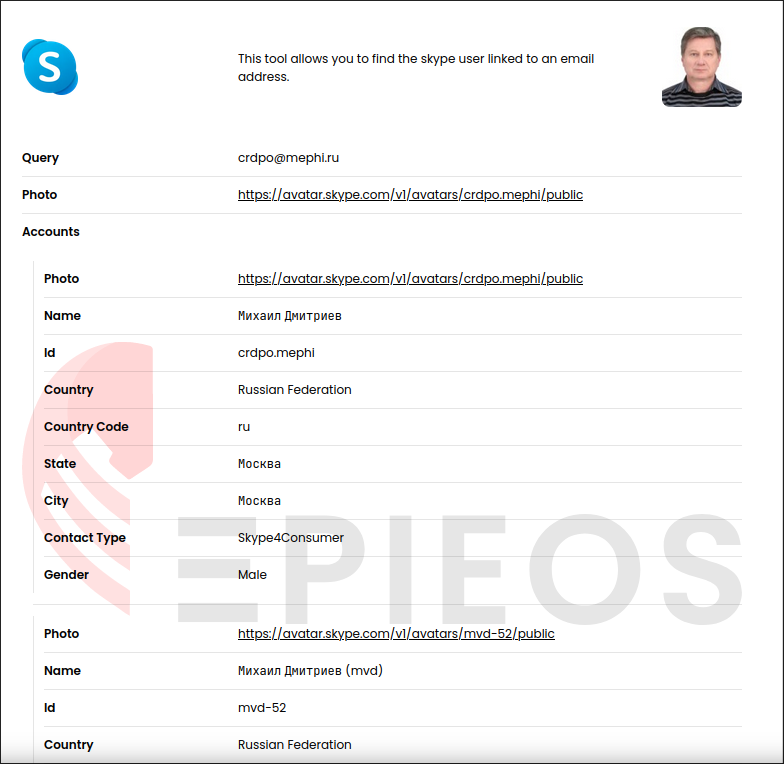 S
This tool allows you to find the skype user linked to an email
address.
Query crdpo@mephi.ru
Photo https://avatar.skype.com/v1/avatars/crdpo.mephi/public
Accounts
Photo https://avatar.skype.com/v1/avatars/crdpo.mephi/public
Name Михаил Дмитриев
Id crdpo.mephi
Country Russian Federation
Country Code ru
State Москва
City Москва
Contact Type Skype4Consumer
Gender Male
EPIEOS
Photo https://avatar.skype.com/v1/avatars/mvd-52/public
Name Михаил Дмитриев (mvd)
Id mvd-52
Country Russian Federation